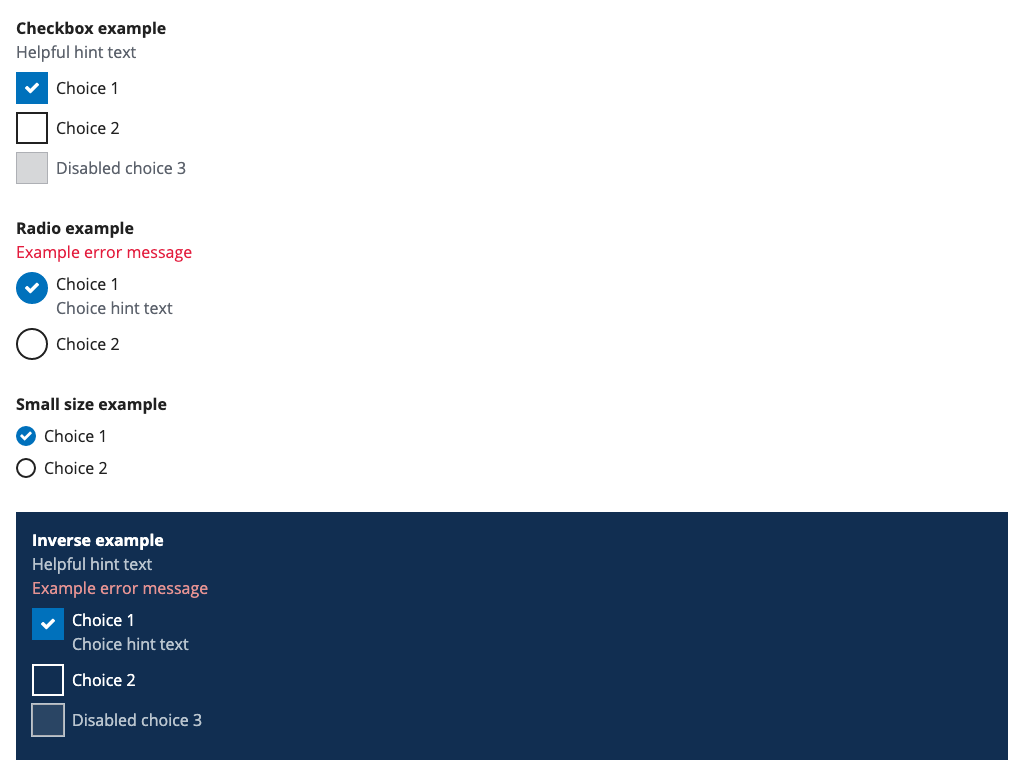 Checkbox example
Helpful hint text
Choice 1
Choice 2
Disabled choice 3
Radio example
Example error message
Choice 1
Choice hint text
Choice 2
Small size example
Choice 1
Choice 2
Inverse example
Helpful hint text
Example error message
Choice 1
Choice hint text
Choice 2
Disabled choice 3